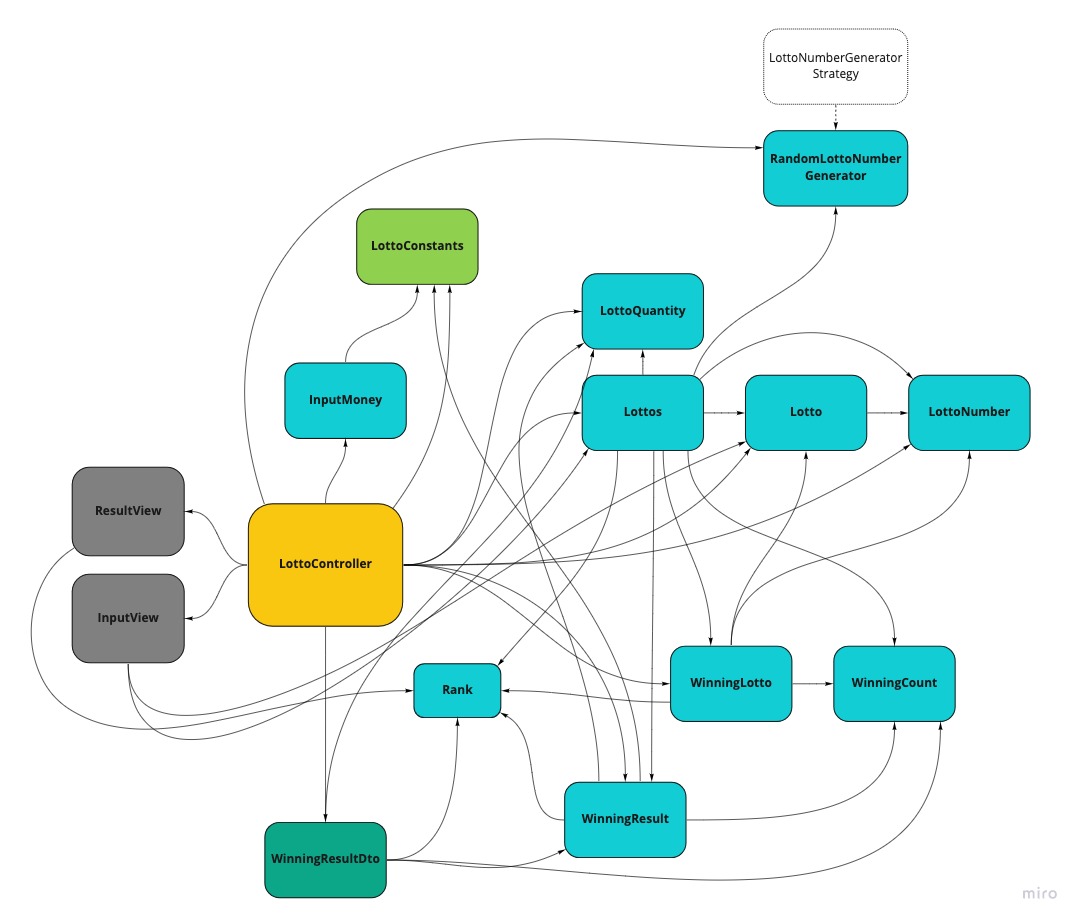 LottoNumberGenerator
Strategy
RandomLottoNumber
Generator
LottoConstants
LottoQuantity
InputMoney
Lottos
Lotto
LottoNumber
ResultView
LottoController
InputView
Rank
WinningLotto
WinningCount
WinningResult
WinningResultDto
miro